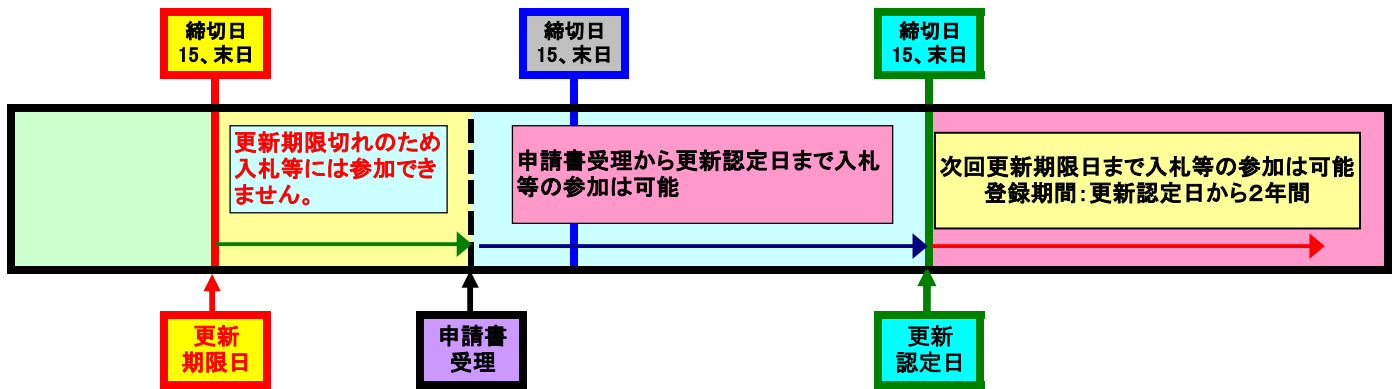 締切日
15、末日
締切日
15、末日
締切日
15、末日
更新期限切れのため
入札等には参加でき
ません。
申請書受理から更新認定日まで入札
等の参加は可能
次回更新期限日まで入札等の参加は可能
登録期間:更新認定日から2年間
更新
期限日
申請書
受理
更新
認定日